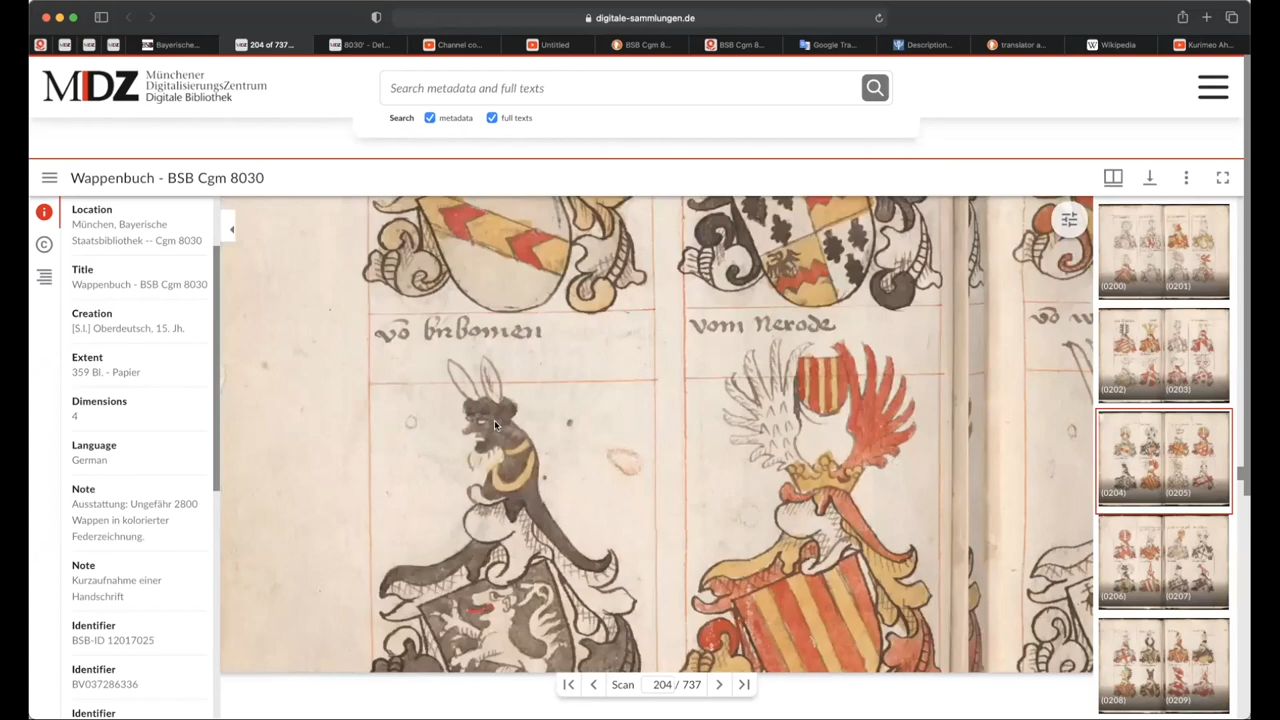 digitale-sammlungen.de
Bayerische...
204 of 737...
8030' - Det...
Channel co...
Untitled
BSB Cgm 8...
BSB Cgm 8...
Google Tra...
Description...
translator a...
Wikipedia
Kurimeo Ah...
MDZ
Münchener
DigitalisierungsZentrum
Digitale Bibliothek
Search metadata and full texts
Search metadata full texts
Wappenbuch - BSB Cgm 8030
Location
München, Bayerische
Staatsbibliothek -- Cgm 8030
Title
Wappenbuch - BSB Cgm 8030
Creation
[S.l.] Oberdeutsch, 15. Jh.
Extent
359 Bl. - Papier
Dimensions
4
Language
German
Note
Ausstattung: Ungefähr 2800
Wappen in kolorierter
Federzeichnung.
Note
Kurzaufnahme einer
Handschrift
Identifier
BSB-ID 12017025
Identifier
BV037286336
Identifier
vom Nerode
(0200) (0201)
(0202) (0203)
(0204) (0205)
(0206) (0207)
(0208) (0209)
Scan 204 / 737